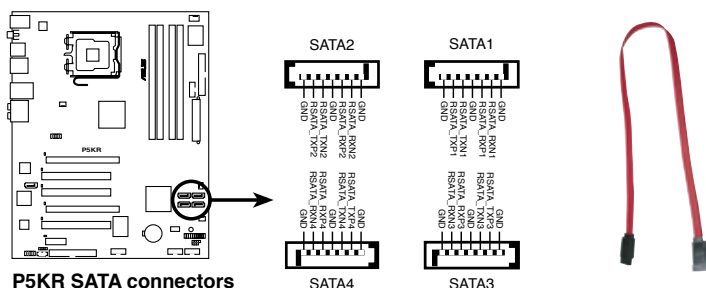 SATA2
SATA1
GND
RSATA_TXP2
RSATA_TXN2
GND
RSATA_RXP2
RSATA_RXN2
GND
GND
RSATA_TXP1
RSATA_TXN1
GND
RSATA_RXP1
RSATA_RXN1
GND
ASUS
P5KR
GND
RSATA_RXN4
RSATA_RXP4
GND
RSATA_TXN4
RSATA_TXP4
GND
GND
RSATA_RXN3
RSATA_RXP3
GND
RSATA_TXN3
RSATA_TXP3
GND
SATA4
SATA3
P5KR SATA connectors